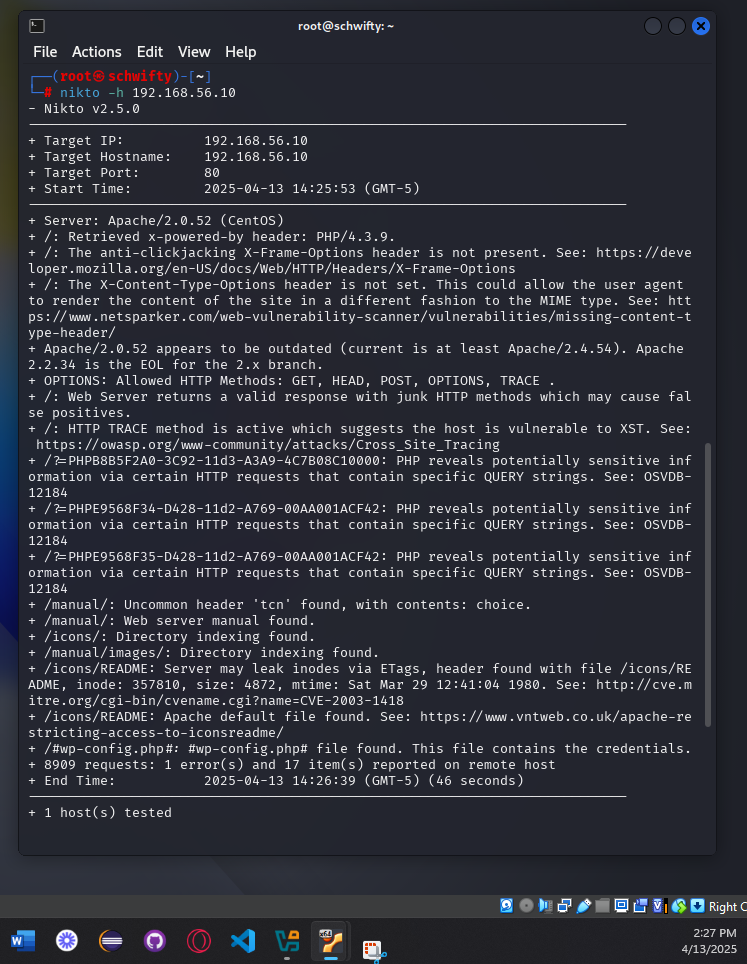 root@schwifty: ~
File Actions Edit View Help
┌──(root㉿schwifty)-[~]
└─# nikto -h 192.168.56.10
- Nikto v2.5.0
---------------------------------------------------------------------------
+ Target IP: 192.168.56.10
+ Target Hostname: 192.168.56.10
+ Target Port: 80
+ Start Time: 2025-04-13 14:25:53 (GMT-5)
---------------------------------------------------------------------------
+ Server: Apache/2.0.52 (CentOS)
+ /: Retrieved x-powered-by header: PHP/4.3.9.
+ /: The anti-clickjacking X-Frame-Options header is not present. See: https://deve
loper.mozilla.org/en-US/docs/Web/HTTP/Headers/X-Frame-Options
+ /: The X-Content-Type-Options header is not set. This could allow the user agent
to render the content of the site in a different fashion to the MIME type. See: htt
ps://www.netsparker.com/web-vulnerability-scanner/vulnerabilities/missing-content-t
ype-header/
+ Apache/2.0.52 appears to be outdated (current is at least Apache/2.4.54). Apache
2.2.34 is the EOL for the 2.x branch.
+ OPTIONS: Allowed HTTP Methods: GET, HEAD, POST, OPTIONS, TRACE .
+ /: Web Server returns a valid response with junk HTTP methods which may cause fal
se positives.
+ /: HTTP TRACE method is active which suggests the host is vulnerable to XST. See:
https://owasp.org/www-community/attacks/Cross_Site_Tracing
+ /?=PHPB8B5F2A0-3C92-11d3-A3A9-4C7B08C10000: PHP reveals potentially sensitive inf
ormation via certain HTTP requests that contain specific QUERY strings. See: OSVDB-
12184
+ /?=PHPE9568F34-D428-11d2-A769-00AA001ACF42: PHP reveals potentially sensitive inf
ormation via certain HTTP requests that contain specific QUERY strings. See: OSVDB-
12184
+ /?=PHPE9568F35-D428-11d2-A769-00AA001ACF42: PHP reveals potentially sensitive inf
ormation via certain HTTP requests that contain specific QUERY strings. See: OSVDB-
12184
+ /manual/: Uncommon header 'tcn' found, with contents: choice.
+ /manual/: Web server manual found.
+ /icons/: Directory indexing found.
+ /manual/images/: Directory indexing found.
+ /icons/README: Server may leak inodes via ETags, header found with file /icons/RE
ADME, inode: 357810, size: 4872, mtime: Sat Mar 29 12:41:04 1980. See: http://cve.m
itre.org/cgi-bin/cvename.cgi?name=CVE-2003-1418
+ /icons/README: Apache default file found. See: https://www.vntweb.co.uk/apache-re
stricting-access-to-iconsreadme/
+ /#wp-config.php#: #wp-config.php# file found. This file contains the credentials.
+ 8909 requests: 1 error(s) and 17 item(s) reported on remote host
+ End Time: 2025-04-13 14:26:39 (GMT-5) (46 seconds)
---------------------------------------------------------------------------
+ 1 host(s) tested
Right C
2:27 PM
4/13/2025